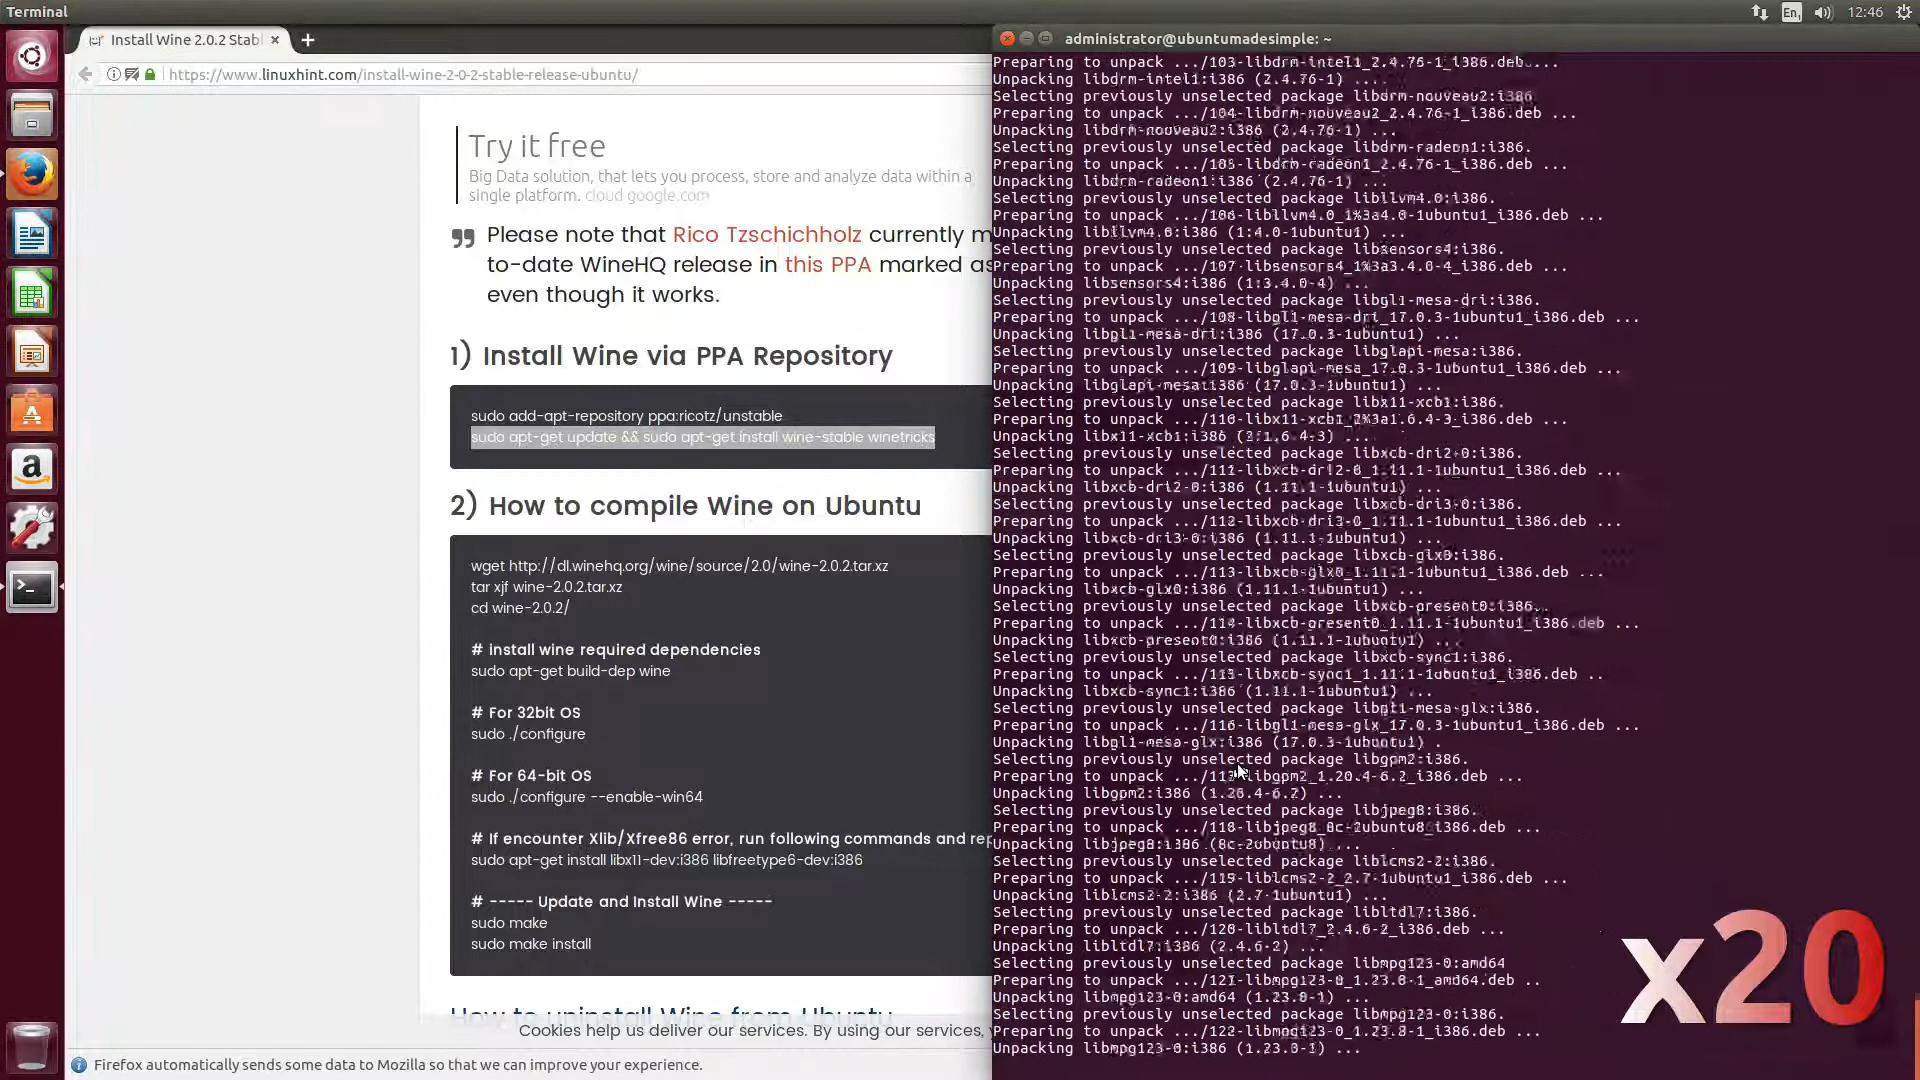 Terminal
En
12:46
Install Wine 2.0.2 Stabl
https://www.linuxhint.com/install-wine-2-0-2-stable-release-ubuntu/
Try it free
Big Data solution, that lets you process, store and analyze data within a
single platform. cloud.google.com
Please note that Rico Tzschichholz currently m
to-date WineHQ release in this PPA marked as
even though it works.
1) Install Wine via PPA Repository
sudo add-apt-repository ppa:ricotz/unstable
sudo apt-get update && sudo apt-get install wine-stable winetricks
2) How to compile Wine on Ubuntu
wget http://dl.winehq.org/wine/source/2.0/wine-2.0.2.tar.xz
tar xjf wine-2.0.2.tar.xz
cd wine-2.0.2/
# install wine required dependencies
sudo apt-get build-dep wine
# For 32bit OS
sudo ./configure
# For 64-bit OS
sudo ./configure --enable-win64
# If encounter Xlib/Xfree86 error, run following commands and rep
sudo apt-get install libx11-dev:i386 libfreetype6-dev:i386
# ----- Update and Install Wine -----
sudo make
sudo make install
How to uninstall Wine from Ubuntu
Cookies help us deliver our services. By using our services,
Firefox automatically sends some data to Mozilla so that we can improve your experience.
administrator@ubuntumadesimple: ~
Preparing to unpack .../103-libdrm-intel1_2.4.76-1_i386.deb...
Unpacking libdrm-intel1:i386 (2.4.76-1) ...
Selecting previously unselected package libdrm-nouveau2:i386
Preparing to unpack .../104-libdrm-nouveau2_2.4.76-1_i386.deb ...
Unpacking libdrm-nouveau2:i386 (2.4.76-1) ...
Selecting previously unselected package libdrm-radeon1:i386.
Preparing to unpack .../105-libdrm-radeon1_2.4.76-1_i386.deb ...
Unpacking libdrm-radeon1:i386 (2.4.76-1) ...
Selecting previously unselected package libllvm4.0:i386.
Preparing to unpack .../106-libllvm4.0_1%3a4.0-1ubuntu1_i386.deb ...
Unpacking libllvm4.0:i386 (1:4.0-1ubuntu1) ...
Selecting previously unselected package libsensors4:i386.
Preparing to unpack .../107-libsensors4_1%3a3.4.0-4_i386.deb ...
Unpacking libsensors4:i386 (1:3.4.0-4) ...
Selecting previously unselected package libgl1-mesa-dri:i386.
Preparing to unpack .../108-libgl1-mesa-dri_17.0.3-1ubuntu1_i386.deb ...
Unpacking libgl1-mesa-dri:i386 (17.0.3-1ubuntu1) ...
Selecting previously unselected package libglapi-mesa:i386.
Preparing to unpack .../109-libglapi-mesa_17.0.3-1ubuntu1_i386.deb ...
Unpacking libglapi-mesa:i386 (17.0.3-1ubuntu1) ...
Selecting previously unselected package libx11-xcb1:i386.
Preparing to unpack .../110-libx11-xcb1_2%3a1.6.4-3_i386.deb ...
Unpacking libx11-xcb1:i386 (2:1.6.4-3) ...
Selecting previously unselected package libxcb-dri2-0:i386.
Preparing to unpack .../111-libxcb-dri2-0_1.11.1-1ubuntu1_i386.deb ...
Unpacking libxcb-dri2-0:i386 (1.11.1-1ubuntu1) ...
Selecting previously unselected package libxcb-dri3-0:i386.
Preparing to unpack .../112-libxcb-dri3-0_1.11.1-1ubuntu1_i386.deb ...
Unpacking libxcb-dri3-0:i386 (1.11.1-1ubuntu1) ...
Selecting previously unselected package libxcb-glx0:i386.
Preparing to unpack .../113-libxcb-glx0_1.11.1-1ubuntu1_i386.deb ...
Unpacking libxcb-glx0:i386 (1.11.1-1ubuntu1) ...
Selecting previously unselected package libxcb-present0:i386...
Preparing to unpack .../114-libxcb-present0_1.11.1-1ubuntu1_i386.deb ...
Unpacking libxcb-present0:i386 (1.11.1-1ubuntu1) ...
Selecting previously unselected package libxcb-sync1:i386.
Preparing to unpack .../115-libxcb-sync1_1.11.1-1ubuntu1_i386.deb ..
Unpacking libxcb-sync1:i386 (1.11.1-1ubuntu1) ...
Selecting previously unselected package libgl1-mesa-glx:i386.
Preparing to unpack .../116-libgl1-mesa-glx_17.0.3-1ubuntu1_i386.deb ...
Unpacking libgl1-mesa-glx:i386 (17.0.3-1ubuntu1) .
Selecting previously unselected package libgpm2:i386.
Preparing to unpack .../117-libgpm2_1.20.4-6.2_i386.deb ...
Unpacking libgpm2:i386 (1.20.4-6.2) ...
Selecting previously unselected package libjpeg8:i386.
Preparing to unpack .../118-libjpeg8_8c-2ubuntu8_i386.deb ...
Unpacking libjpeg8:i386 (8c-2ubuntu8) ...
Selecting previously unselected package liblcms2-2:i386.
Preparing to unpack .../119-liblcms2-2_2.7-1ubuntu1_i386.deb ...
Unpacking liblcms2-2:i386 (2.7-1ubuntu1) ...
Selecting previously unselected package libltdl7:i386.
Preparing to unpack .../120-libltdl7_2.4.6-2_i386.deb ...
Unpacking libltdl7:i386 (2.4.6-2) ...
Selecting previously unselected package libmpg123-0:amd64
Preparing to unpack .../121-libmpg123-0_1.23.8-1_amd64.deb ..
Unpacking libmpg123-0:amd64 (1.23.8-1) ...
Selecting previously unselected package libmpg123-0:i386.
Preparing to unpack .../122-libmpg123-0_1.23.8-1_i386.deb ...
Unpacking libmpg123-0:i386 (1.23.8-1) ...
x20